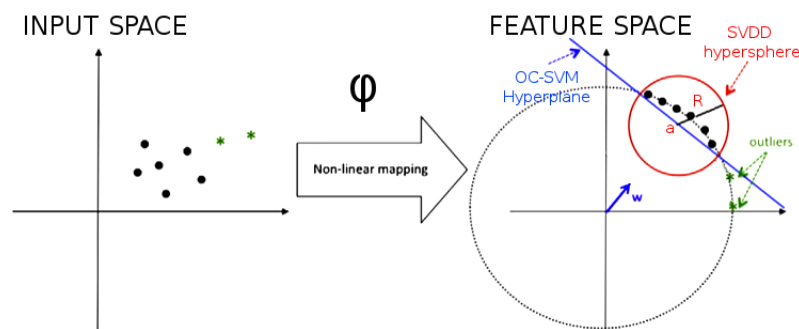 INPUT SPACE
φ
Non-linear mapping
FEATURE SPACE
SVDD
hypersphere
OC-SVM
Hyperplane
R
a
outliers
w